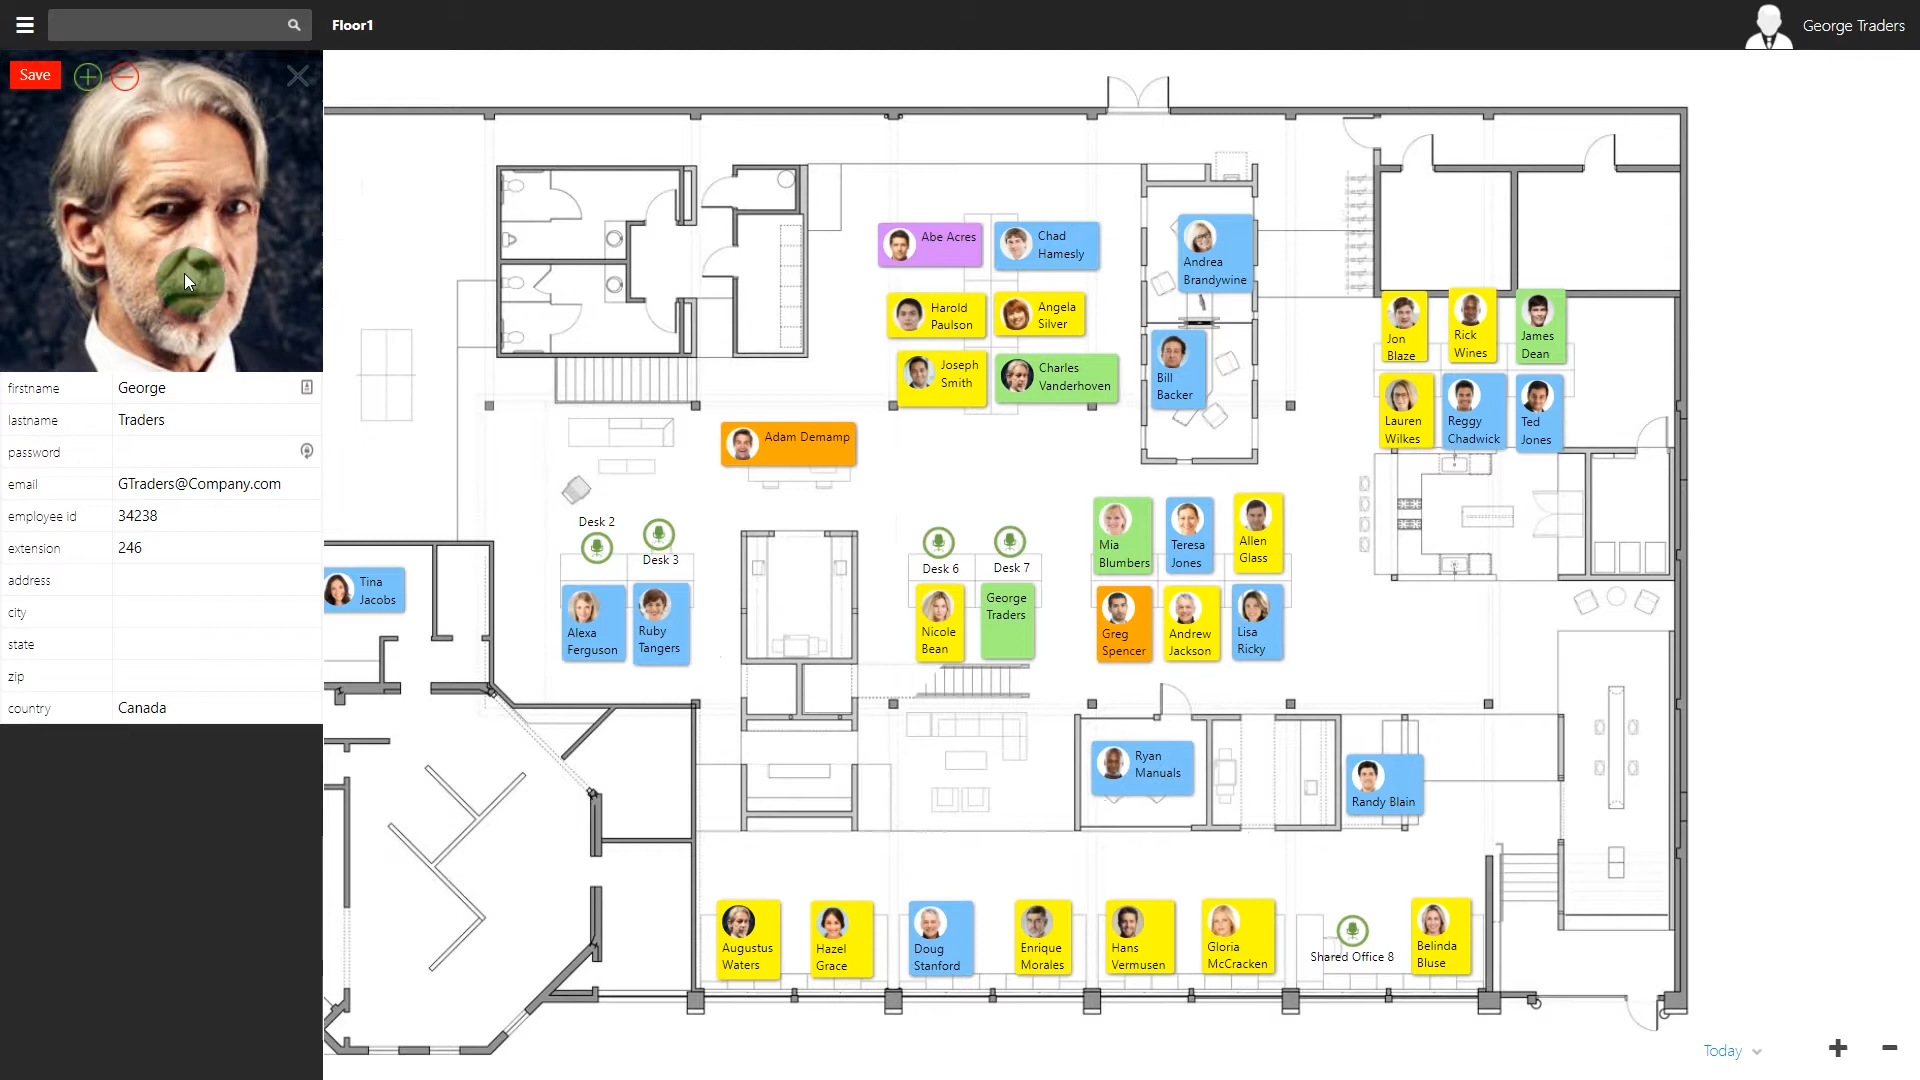 Floor1
George Traders
Save
firstname George
lastname Traders
password
email GTraders@Company.com
employee id 34238
extension 246
address
city
state
zip
country Canada
Abe Acres
Chad
Hamesly
Harold
Paulson
Angela
Silver
Joseph
Smith
Charles
Vanderhoven
Andrea
Brandywine
Bill
Backer
Jon
Blaze
Rick
Wines
James
Dean
Lauren
Wilkes
Reggy
Chadwick
Ted
Jones
Adam Demamp
Desk 2
Desk 3
Desk 6
Desk 7
Mia
Blumbers
Teresa
Jones
Allen
Glass
Tina
Jacobs
Alexa
Ferguson
Ruby
Tangers
Nicole
Bean
George
Traders
Greg
Spencer
Andrew
Jackson
Lisa
Ricky
Ryan
Manuals
Randy Blain
Augustus
Waters
Hazel
Grace
Doug
Stanford
Enrique
Morales
Hans
Vermusen
Gloria
McCracken
Shared Office 8
Belinda
Bluse
Today